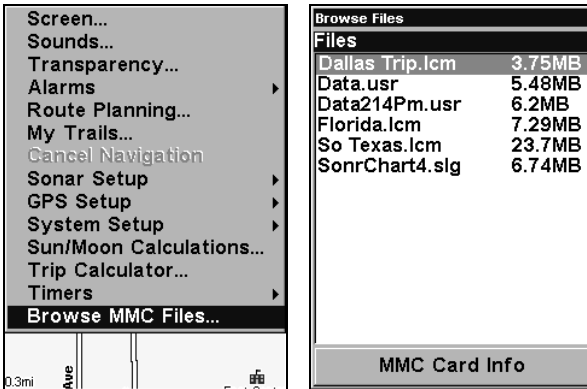 Screen...
Sounds...
Transparency...
Alarms
Route Planning...
My Trails...
Cancel Navigation
Sonar Setup
GPS Setup
System Setup
Sun/Moon Calculations...
Trip Calculator...
Timers
Browse MMC Files...
0.3mi
Ave
Browse Files
Files
Dallas Trip.lcm 3.75MB
Data.usr 5.48MB
Data214Pm.usr 6.2MB
Florida.lcm 7.29MB
So Texas.lcm 23.7MB
SonrChart4.slg 6.74MB
MMC Card Info